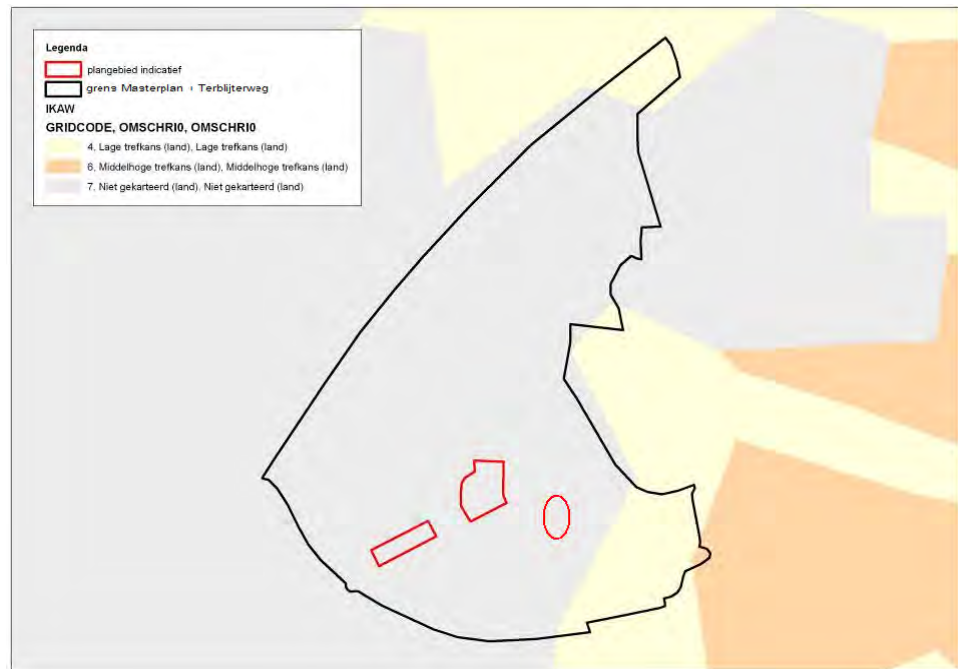 Legenda
plangebied indicatief
grens Masterplan + Terblijterweg
IKAW
GRIDCODE, OMSCHRI0, OMSCHRI0
4, Lage trefkans (land), Lage trefkans (land)
6, Middelhoge trefkans (land), Middelhoge trefkans (land)
7, Niet gekarteerd (land), Niet gekarteerd (land)